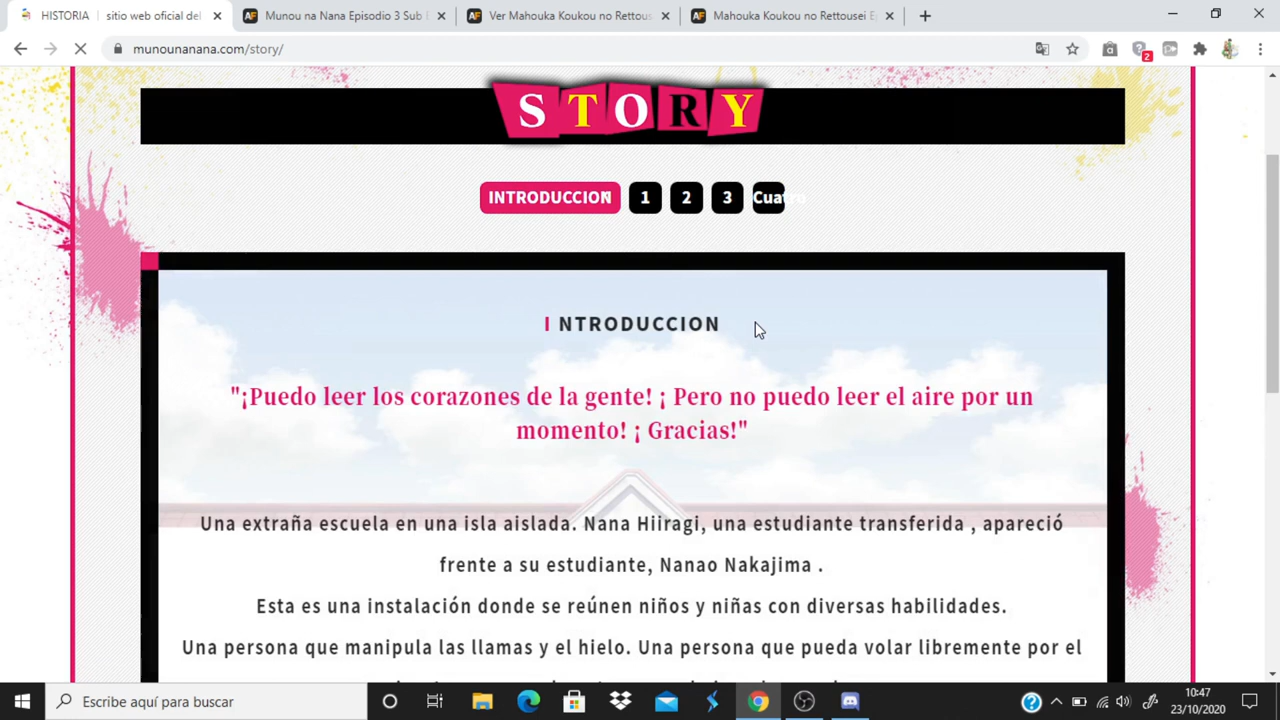 HISTORIA | sitio web oficial del
Munou na Nana Episodio 3 Sub E
Ver Mahouka Koukou no Rettous
Mahouka Koukou no Rettousei Ep
munounanana.com/story/
2
STORY
INTRODUCCION
1
2
3
Cuatro
INTRODUCCION
"¡Puedo leer los corazones de la gente! ¡ Pero no puedo leer el aire por un
momento! ¡ Gracias!"
Una extraña escuela en una isla aislada. Nana Hiiragi, una estudiante transferida , apareció
frente a su estudiante, Nanao Nakajima .
Esta es una instalación donde se reúnen niños y niñas con diversas habilidades.
Una persona que manipula las llamas y el hielo. Una persona que pueda volar libremente por el
Escribe aquí para buscar
10:47
23/10/2020